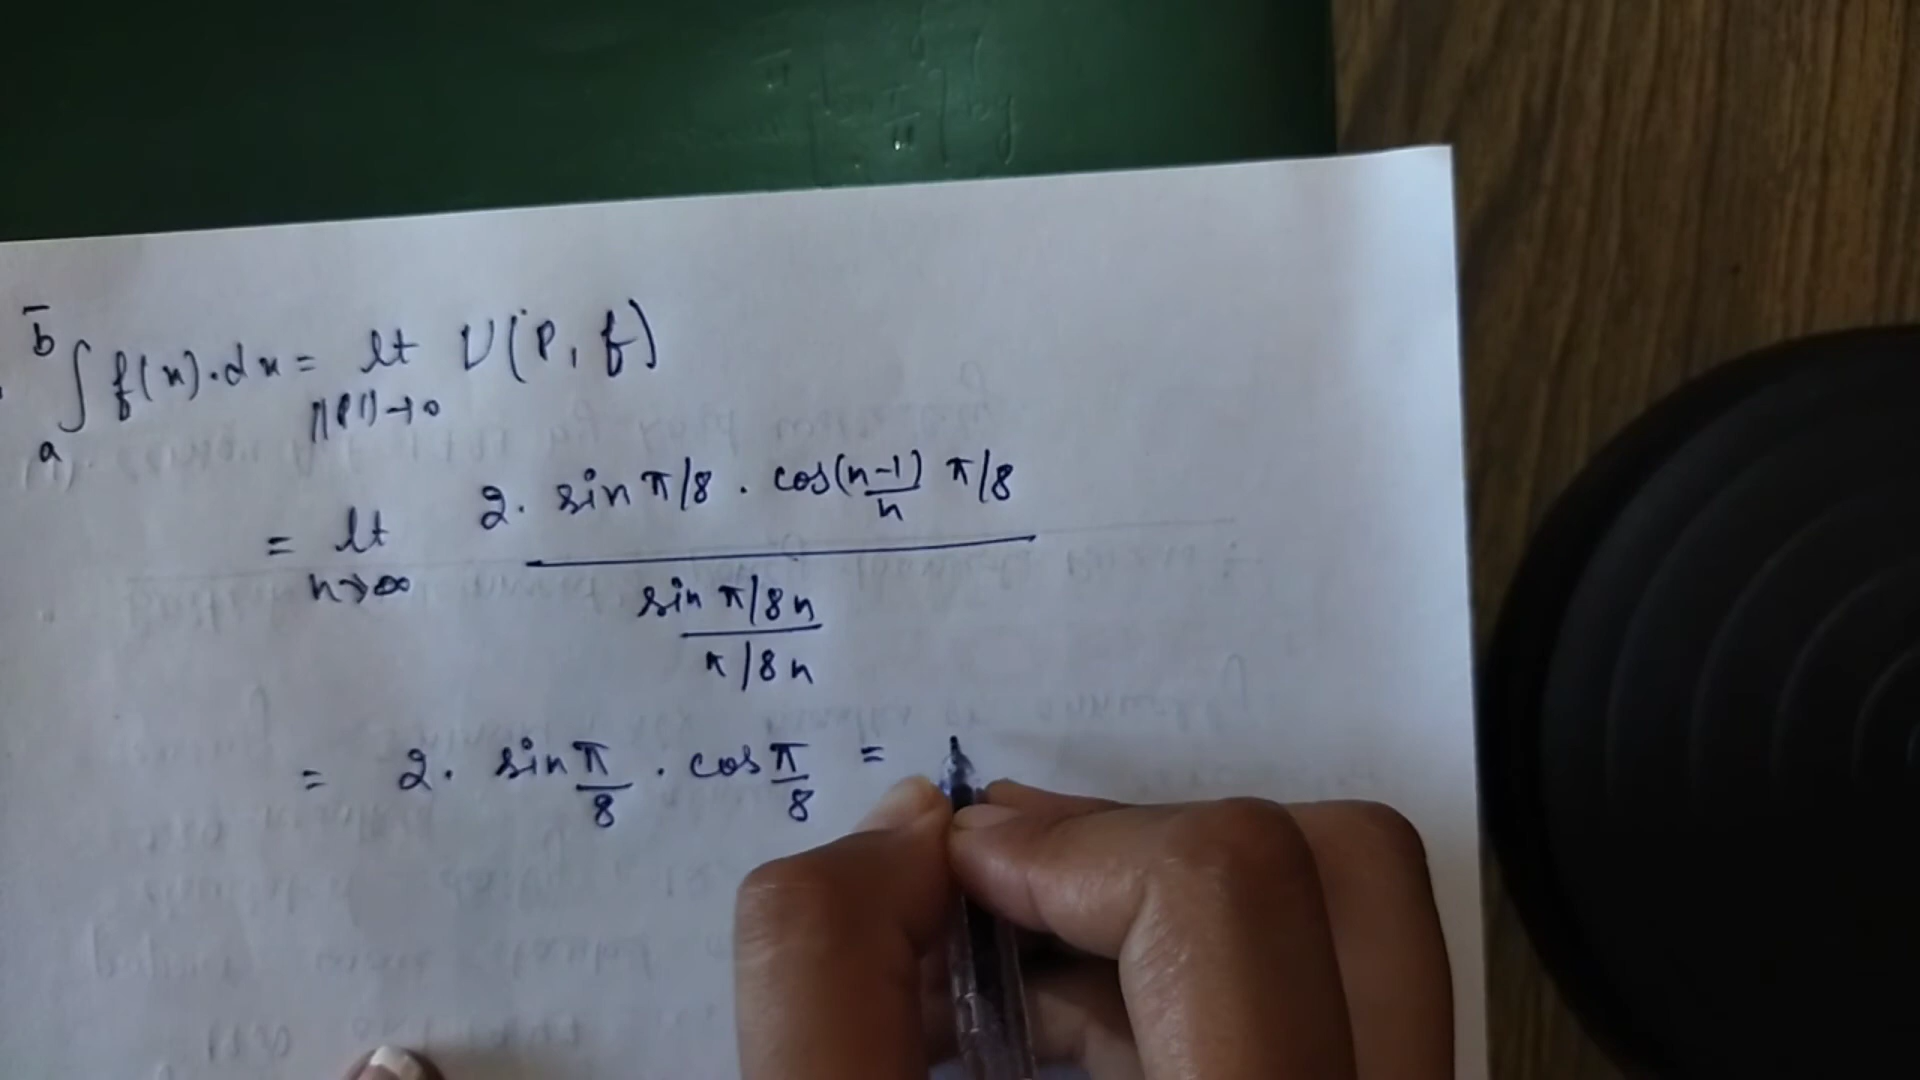 b̅∫a f(x)·dx = lt ||P||→0 U(P, f)
= lt n→∞ 2· sin π/8 · cos(n-1)/n π/8 / (sin π/8n / π/8n)
= 2· sin π/8 · cos π/8 =